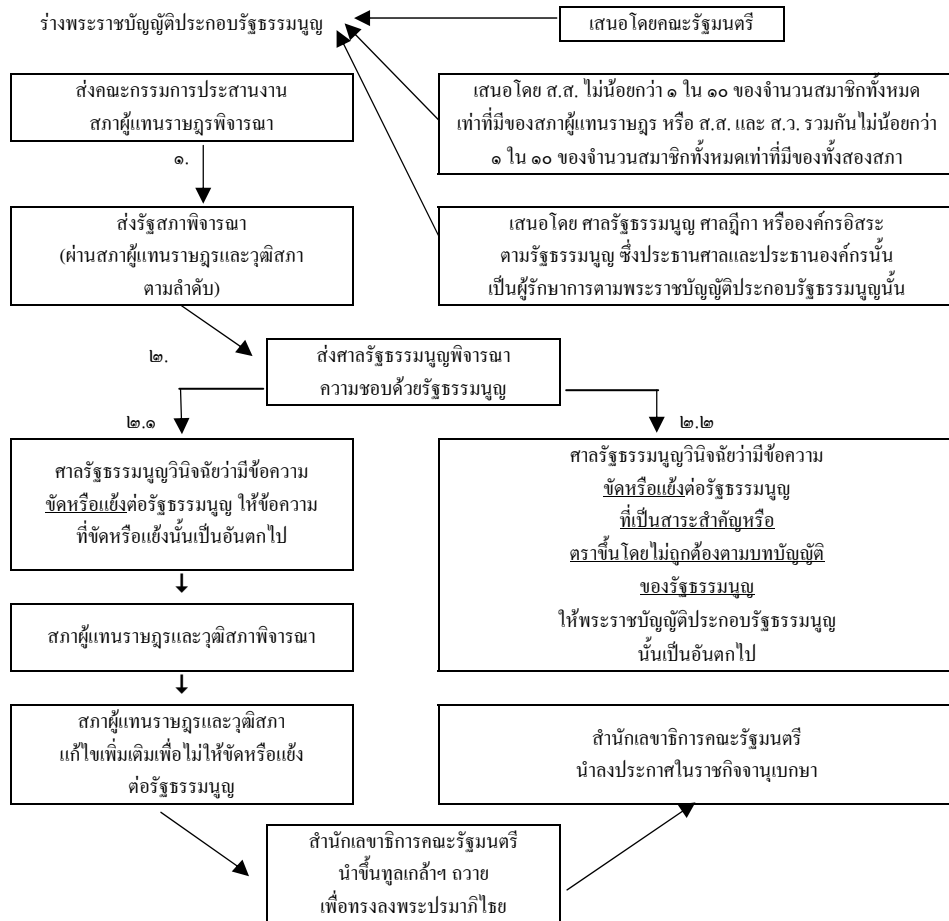 ร่างพระราชบัญญัติประกอบรัฐธรรมนูญ
เสนอโดยคณะรัฐมนตรี
ส่งคณะกรรมการประสานงาน
สภาผู้แทนราษฎรพิจารณา
เสนอโดย ส.ส. ไม่น้อยกว่า ๑ ใน ๑๐ ของจำนวนสมาชิกทั้งหมด
เท่าที่มีของสภาผู้แทนราษฎร หรือ ส.ส. และ ส.ว. รวมกันไม่น้อยกว่า
๑ ใน ๑๐ ของจำนวนสมาชิกทั้งหมดเท่าที่มีของทั้งสองสภา
๑.
ส่งรัฐสภาพิจารณา
(ผ่านสภาผู้แทนราษฎรและวุฒิสภา
ตามลำดับ)
เสนอโดย ศาลรัฐธรรมนูญ ศาลฎีกา หรือองค์กรอิสระ
ตามรัฐธรรมนูญ ซึ่งประธานศาลและประธานองค์กรนั้น
เป็นผู้รักษาการตามพระราชบัญญัติประกอบรัฐธรรมนูญนั้น
๒.
ส่งศาลรัฐธรรมนูญพิจารณา
ความชอบด้วยรัฐธรรมนูญ
๒.๑
๒.๒
ศาลรัฐธรรมนูญวินิจฉัยว่ามีข้อความ
ขัดหรือแย้งต่อรัฐธรรมนูญ ให้ข้อความ
ที่ขัดหรือแย้งนั้นเป็นอันตกไป
ศาลรัฐธรรมนูญวินิจฉัยว่ามีข้อความ
ขัดหรือแย้งต่อรัฐธรรมนูญ
ที่เป็นสาระสำคัญหรือ
ตราขึ้นโดยไม่ถูกต้องตามบทบัญญัติ
ของรัฐธรรมนูญ
ให้พระราชบัญญัติประกอบรัฐธรรมนูญ
นั้นเป็นอันตกไป
สภาผู้แทนราษฎรและวุฒิสภาพิจารณา
สภาผู้แทนราษฎรและวุฒิสภา
แก้ไขเพิ่มเติมเพื่อไม่ให้ขัดหรือแย้ง
ต่อรัฐธรรมนูญ
สำนักเลขาธิการคณะรัฐมนตรี
นำลงประกาศในราชกิจจานุเบกษา
สำนักเลขาธิการคณะรัฐมนตรี
นำขึ้นทูลเกล้าฯ ถวาย
เพื่อทรงลงพระปรมาภิไธย